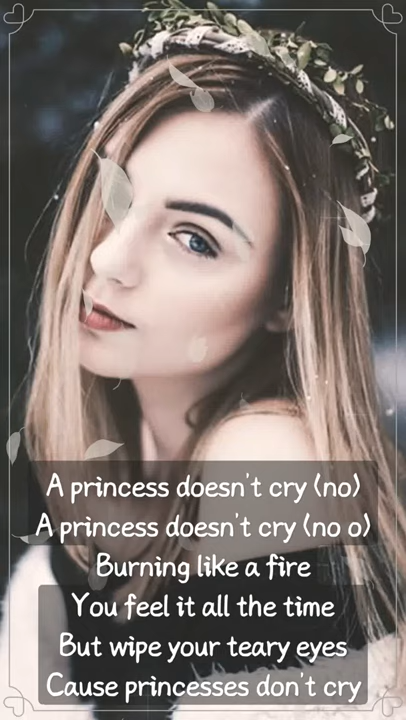 A princess doesn't cry (no)
A princess doesn't cry (no o)
Burning like a fire
You feel it all the time
But wipe your teary eyes
Cause princesses don't cry